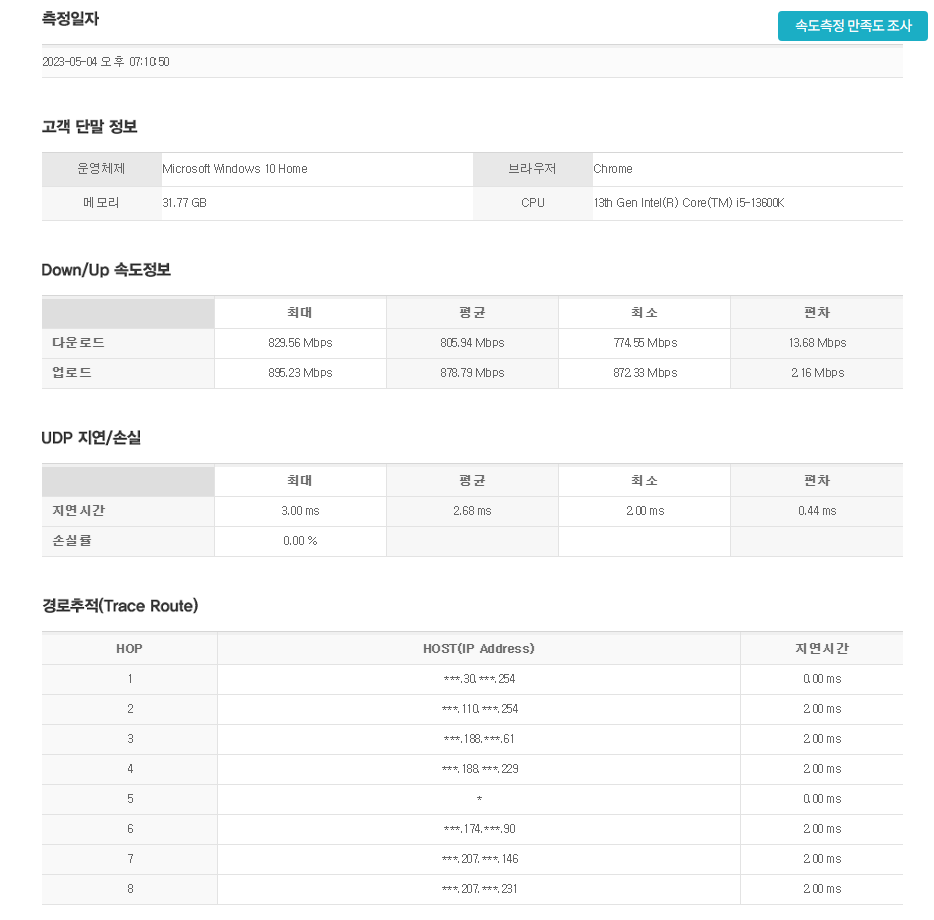 측정일자
속도측정 만족도 조사
2023-05-04 오후 07:10:50
고객 단말 정보
운영체제 Microsoft Windows 10 Home 브라우저 Chrome
메모리 31.77 GB CPU 13th Gen Intel(R) Core(TM) i5-13600K
Down/Up 속도정보
최대 평균 최소 편차
다운로드 829.56 Mbps 805.94 Mbps 774.55 Mbps 13.68 Mbps
업로드 895.23 Mbps 878.79 Mbps 872.33 Mbps 2.16 Mbps
UDP 지연/손실
최대 평균 최소 편차
지연시간 3.00 ms 2.68 ms 2.00 ms 0.44 ms
손실률 0.00 %
경로추적(Trace Route)
HOP HOST(IP Address) 지연시간
1 ***.30.***.254 0.00 ms
2 ***.110.***.254 2.00 ms
3 ***.188.***.61 2.00 ms
4 ***.188.***.229 2.00 ms
5 * 0.00 ms
6 ***.174.***.90 2.00 ms
7 ***.207.***.146 2.00 ms
8 ***.207.***.231 2.00 ms